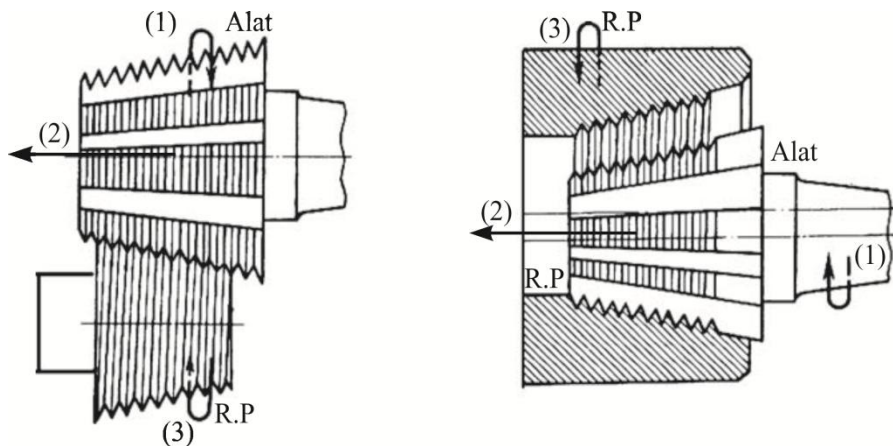 (1) Alat
(2)
R.P
(3)
(3) R.P
Alat
(2)
(1)
R.P